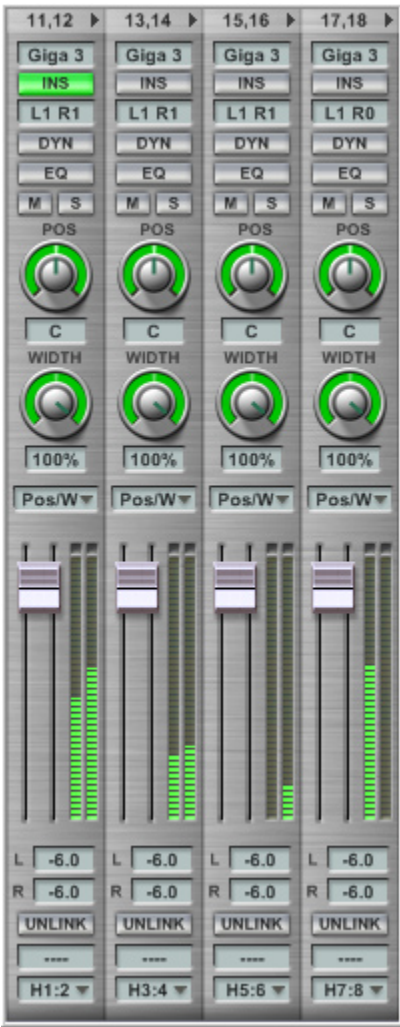 11,12 13,14 15,16 17,18
Giga 3 Giga 3 Giga 3 Giga 3
INS INS INS INS
L1 R1 L1 R1 L1 R1 L1 R0
DYN DYN DYN DYN
EQ EQ EQ EQ
M S M S M S M S
POS POS POS POS
C C C C
WIDTH WIDTH WIDTH WIDTH
100% 100% 100% 100%
Pos/W Pos/W Pos/W Pos/W
L -6.0 L -6.0 L -6.0 L -6.0
R -6.0 R -6.0 R -6.0 R -6.0
UNLINK UNLINK UNLINK UNLINK
---- ---- ---- ----
H1:2 H3:4 H5:6 H7:8